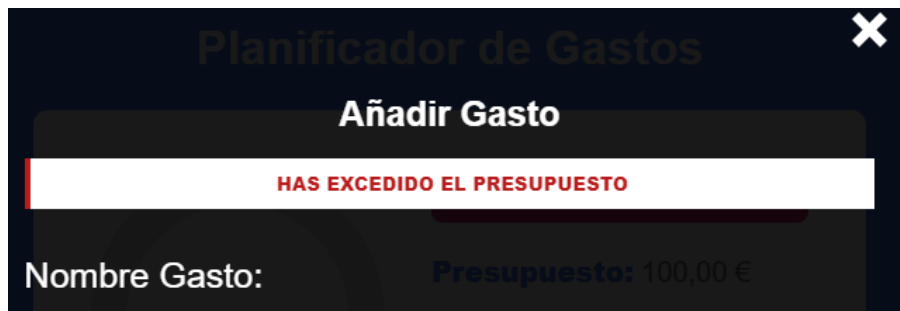 Planificador de Gastos
Añadir Gasto
HAS EXCEDIDO EL PRESUPUESTO
Nombre Gasto:
Presupuesto: 100,00 €